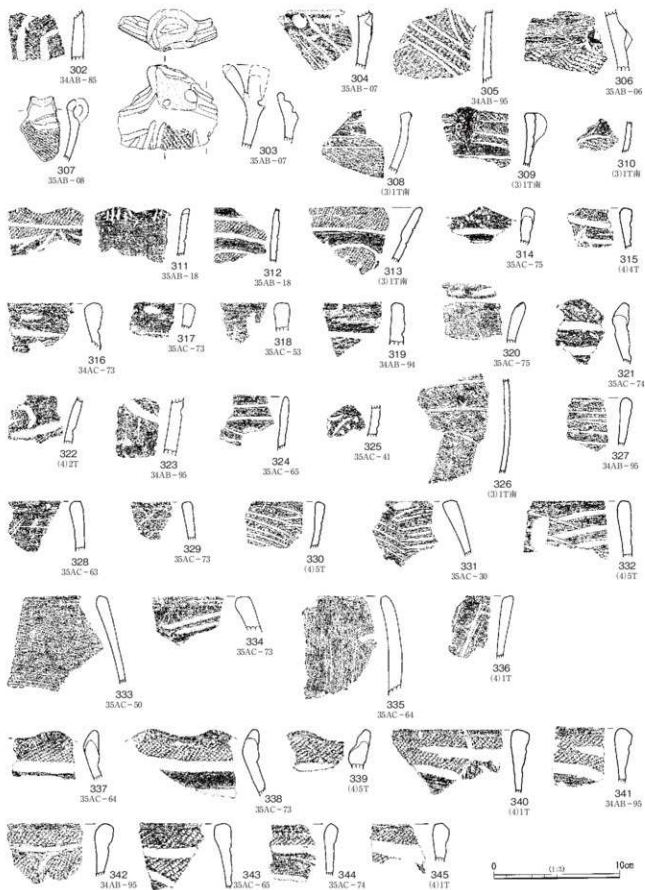 302
34AB-85
303
35AB-07
304
35AB-07
305
34AB-95
306
35AB-06
307
35AB-08
308
(3)1T南
309
(3)1T南
310
(3)1T南
311
35AB-18
312
35AB-18
313
(3)1T南
314
35AC-75
315
(4)4T
316
34AC-73
317
35AC-73
318
35AC-53
319
34AB-94
320
35AC-75
321
35AC-74
322
(4)2T
323
34AB-95
324
35AC-65
325
35AC-41
326
(3)1T南
327
34AB-95
328
35AC-63
329
35AC-73
330
(4)5T
331
35AC-30
332
(4)5T
333
35AC-50
334
35AC-73
335
35AC-64
336
(4)1T
337
35AC-64
338
35AC-73
339
(4)5T
340
(4)1T
341
34AB-95
342
34AB-95
343
35AC-65
344
35AC-74
345
(4)1T
0
10cm